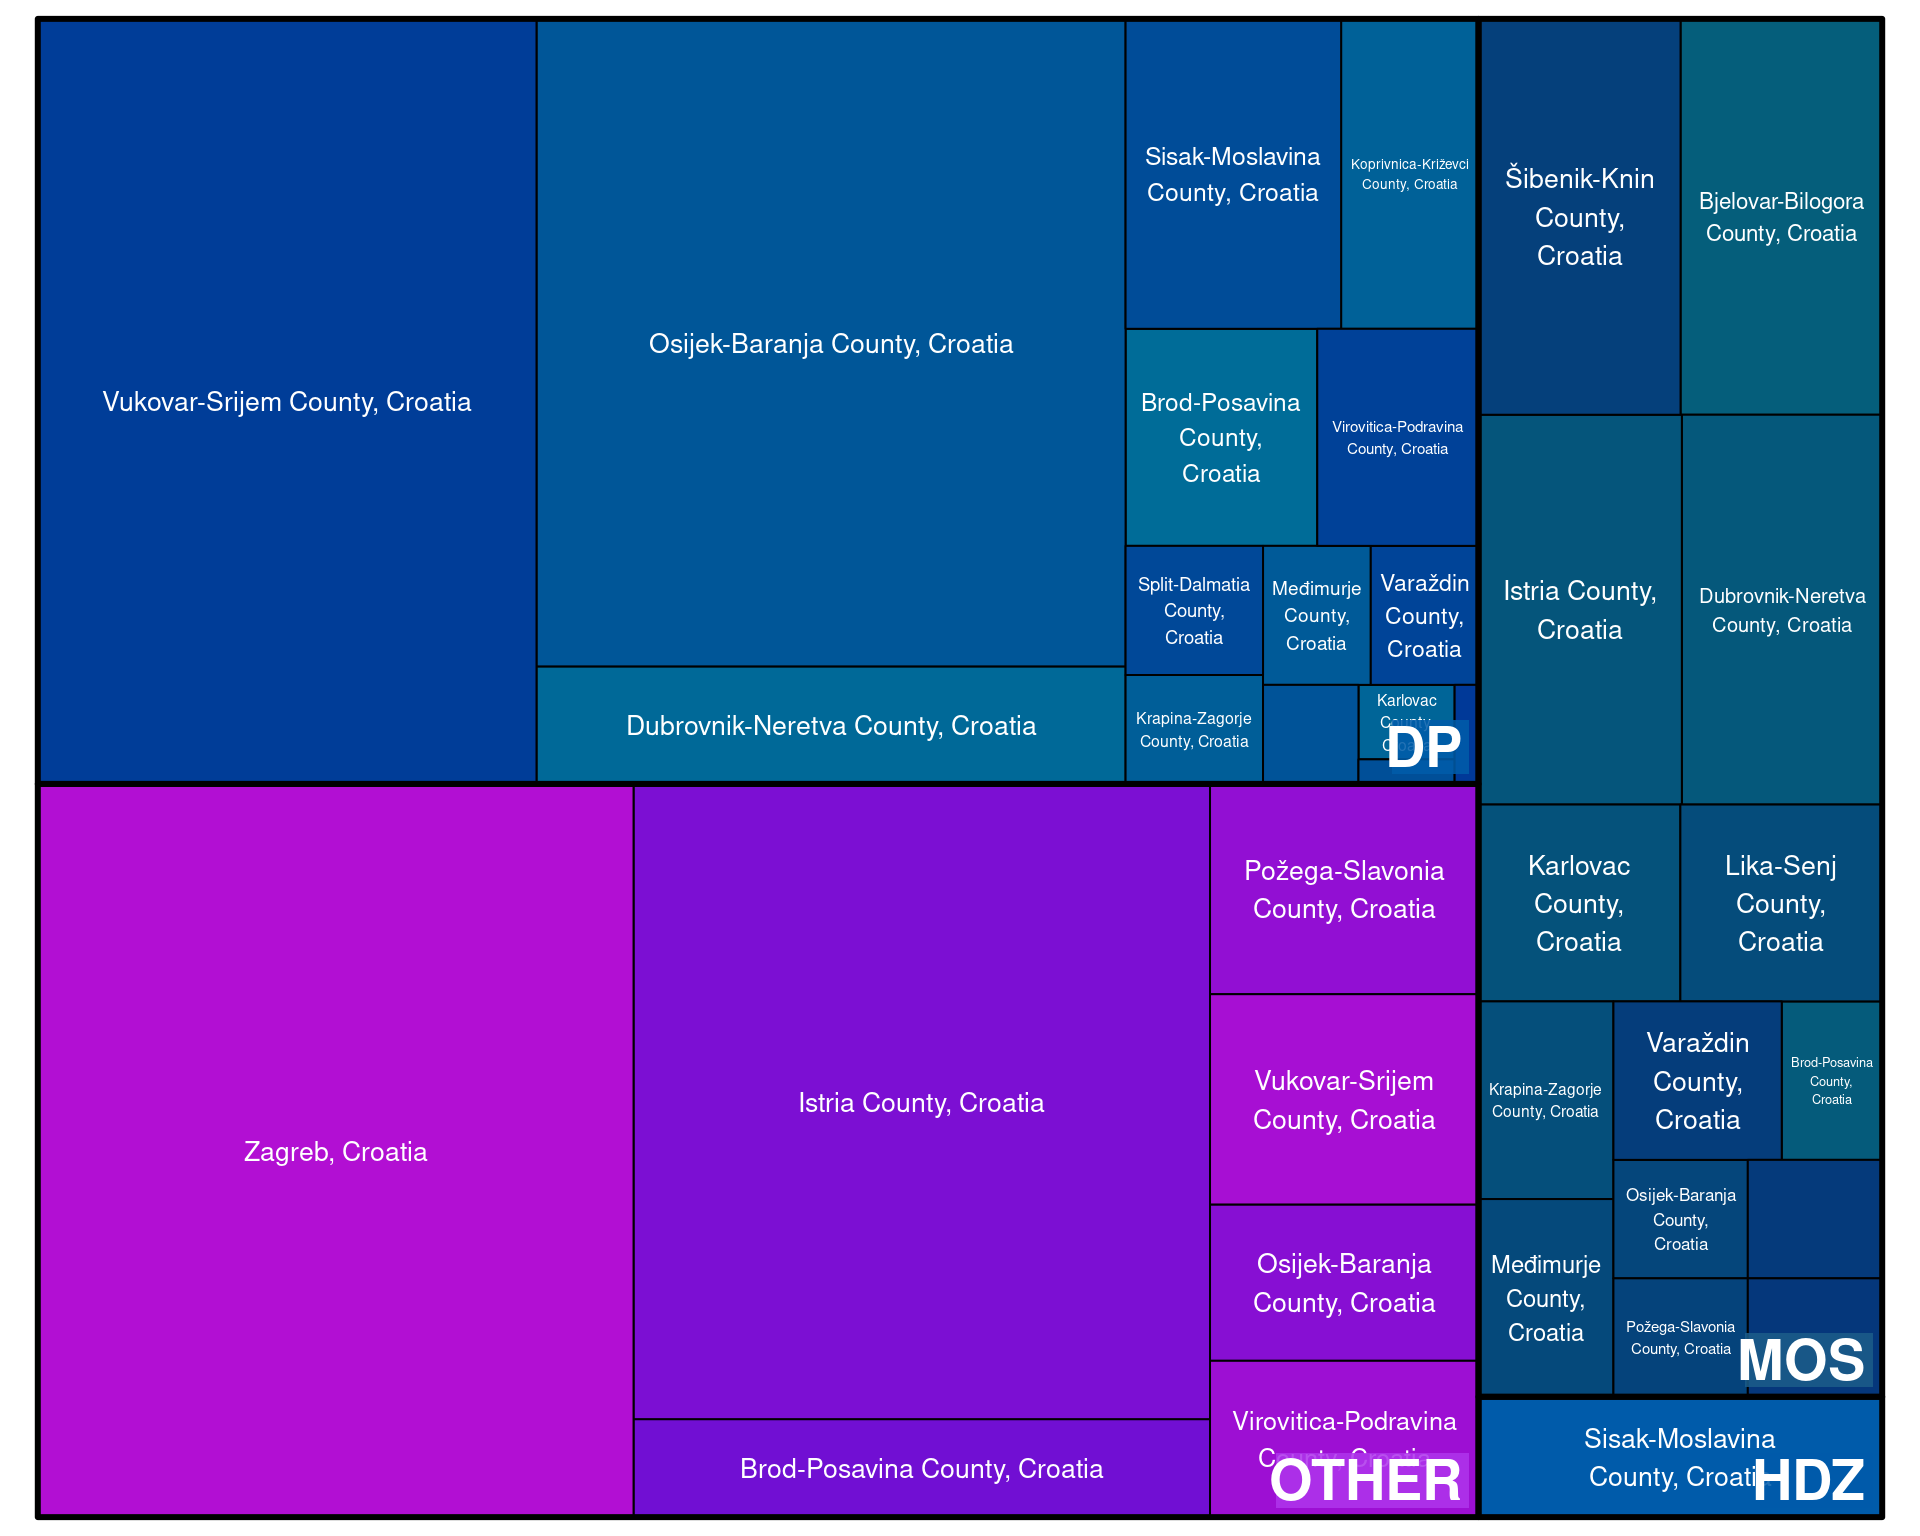 Vukovar-Srijem County, Croatia
Osijek-Baranja County, Croatia
Dubrovnik-Neretva County, Croatia
Sisak-Moslavina
County, Croatia
Koprivnica-Križevci
County, Croatia
Brod-Posavina
County,
Croatia
Virovitica-Podravina
County, Croatia
Split-Dalmatia
County,
Croatia
Međimurje
County,
Croatia
Varaždin
County,
Croatia
Krapina-Zagorje
County, Croatia
Karlovac
County
DP
Zagreb, Croatia
Istria County, Croatia
Brod-Posavina County, Croatia
Požega-Slavonia
County, Croatia
Vukovar-Srijem
County, Croatia
Osijek-Baranja
County, Croatia
Virovitica-Podravina
County, Croatia
OTHER
Šibenik-Knin
County,
Croatia
Bjelovar-Bilogora
County, Croatia
Istria County,
Croatia
Dubrovnik-Neretva
County, Croatia
Karlovac
County,
Croatia
Lika-Senj
County,
Croatia
Krapina-Zagorje
County, Croatia
Varaždin
County,
Croatia
Brod-Posavina
County,
Croatia
Međimurje
County,
Croatia
Osijek-Baranja
County,
Croatia
Požega-Slavonia
County, Croatia
MOS
Sisak-Moslavina
County, Croatia
HDZ